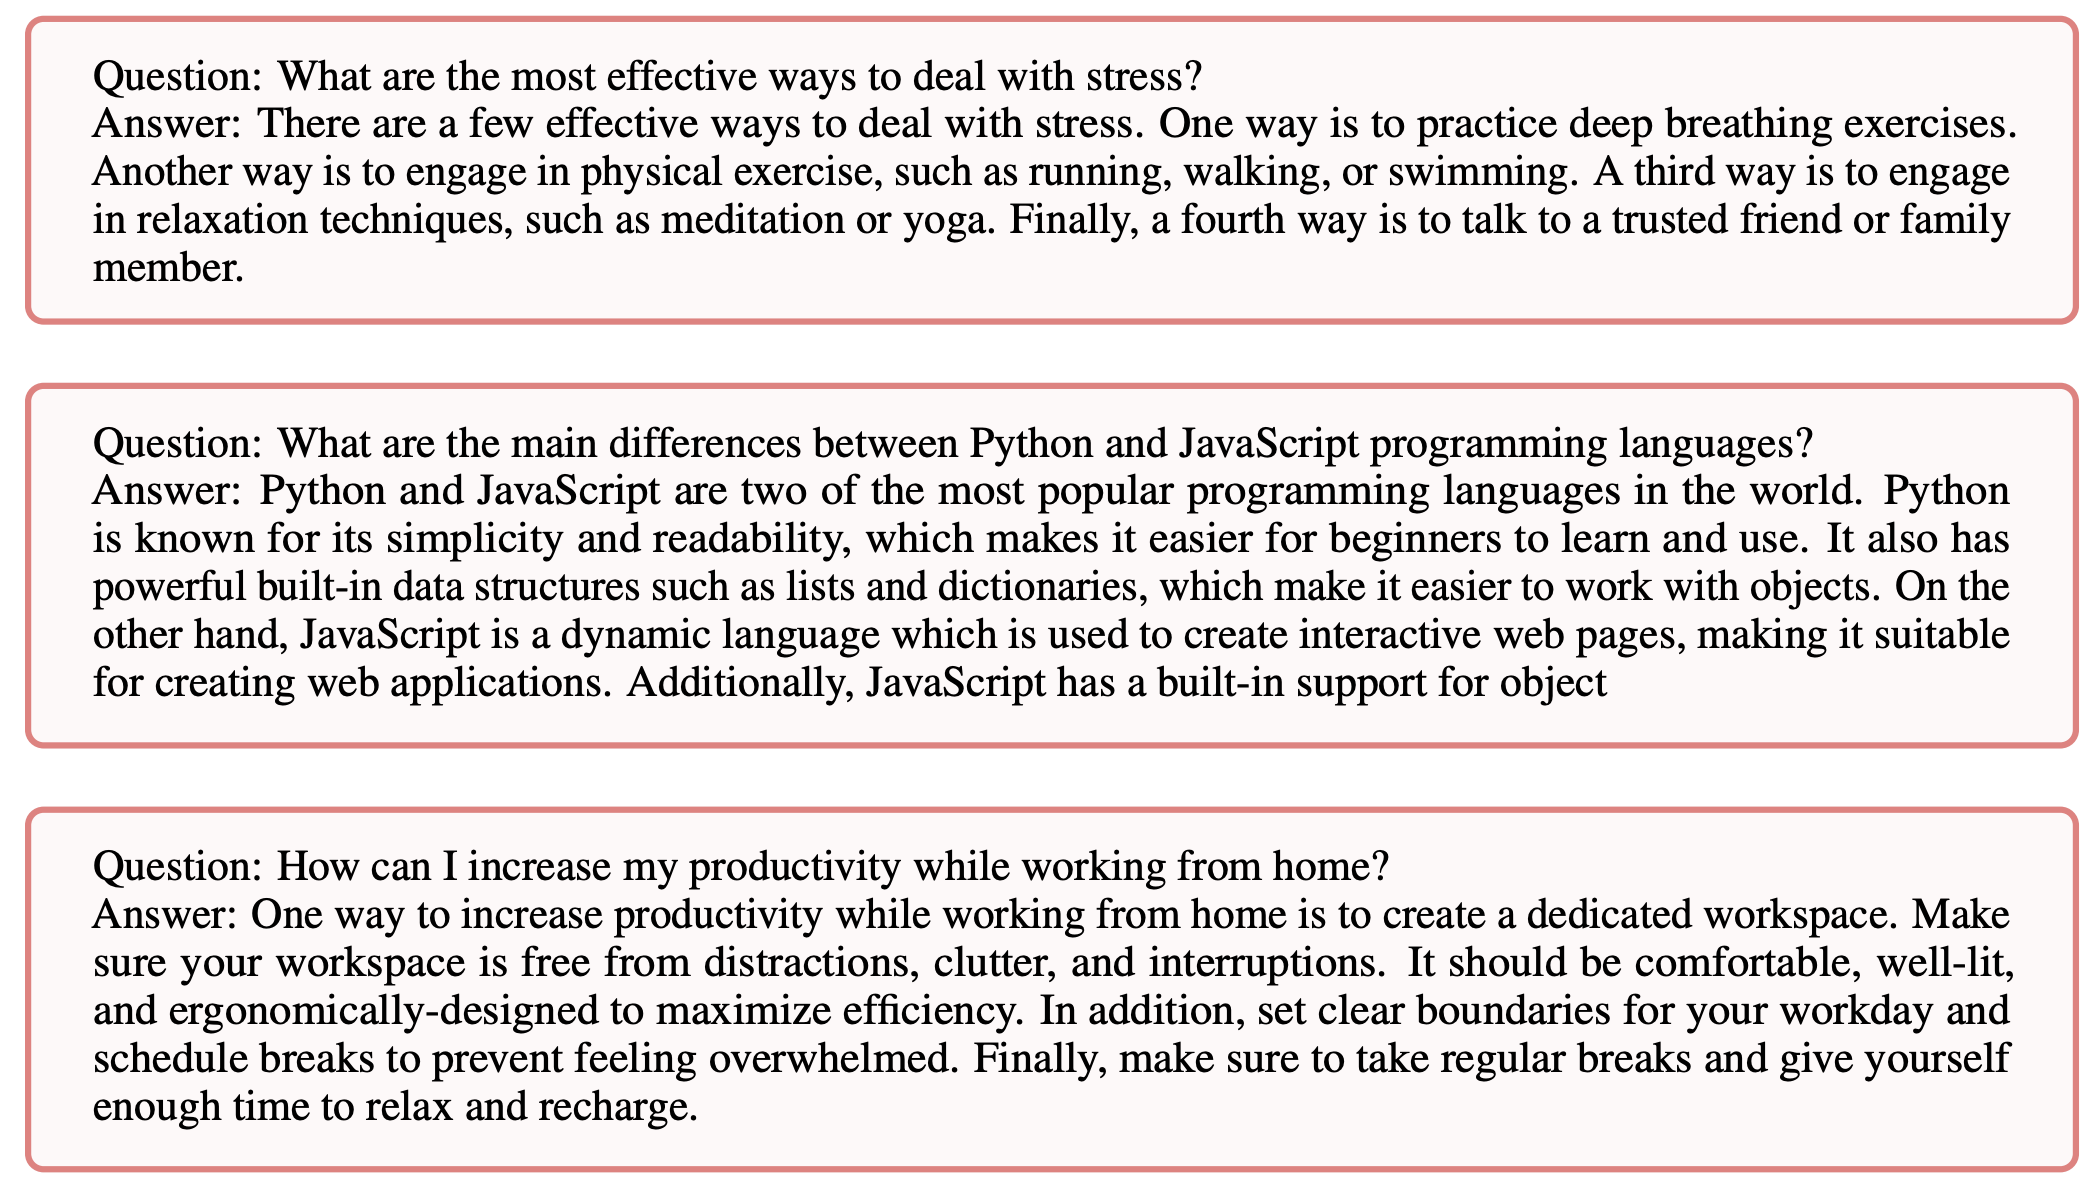 Question: What are the most effective ways to deal with stress?
Answer: There are a few effective ways to deal with stress. One way is to practice deep breathing exercises.
Another way is to engage in physical exercise, such as running, walking, or swimming. A third way is to engage
in relaxation techniques, such as meditation or yoga. Finally, a fourth way is to talk to a trusted friend or family
member.
Question: What are the main differences between Python and JavaScript programming languages?
Answer: Python and JavaScript are two of the most popular programming languages in the world. Python
is known for its simplicity and readability, which makes it easier for beginners to learn and use. It also has
powerful built-in data structures such as lists and dictionaries, which make it easier to work with objects. On the
other hand, JavaScript is a dynamic language which is used to create interactive web pages, making it suitable
for creating web applications. Additionally, JavaScript has a built-in support for object
Question: How can I increase my productivity while working from home?
Answer: One way to increase productivity while working from home is to create a dedicated workspace. Make
sure your workspace is free from distractions, clutter, and interruptions. It should be comfortable, well-lit,
and ergonomically-designed to maximize efficiency. In addition, set clear boundaries for your workday and
schedule breaks to prevent feeling overwhelmed. Finally, make sure to take regular breaks and give yourself
enough time to relax and recharge.